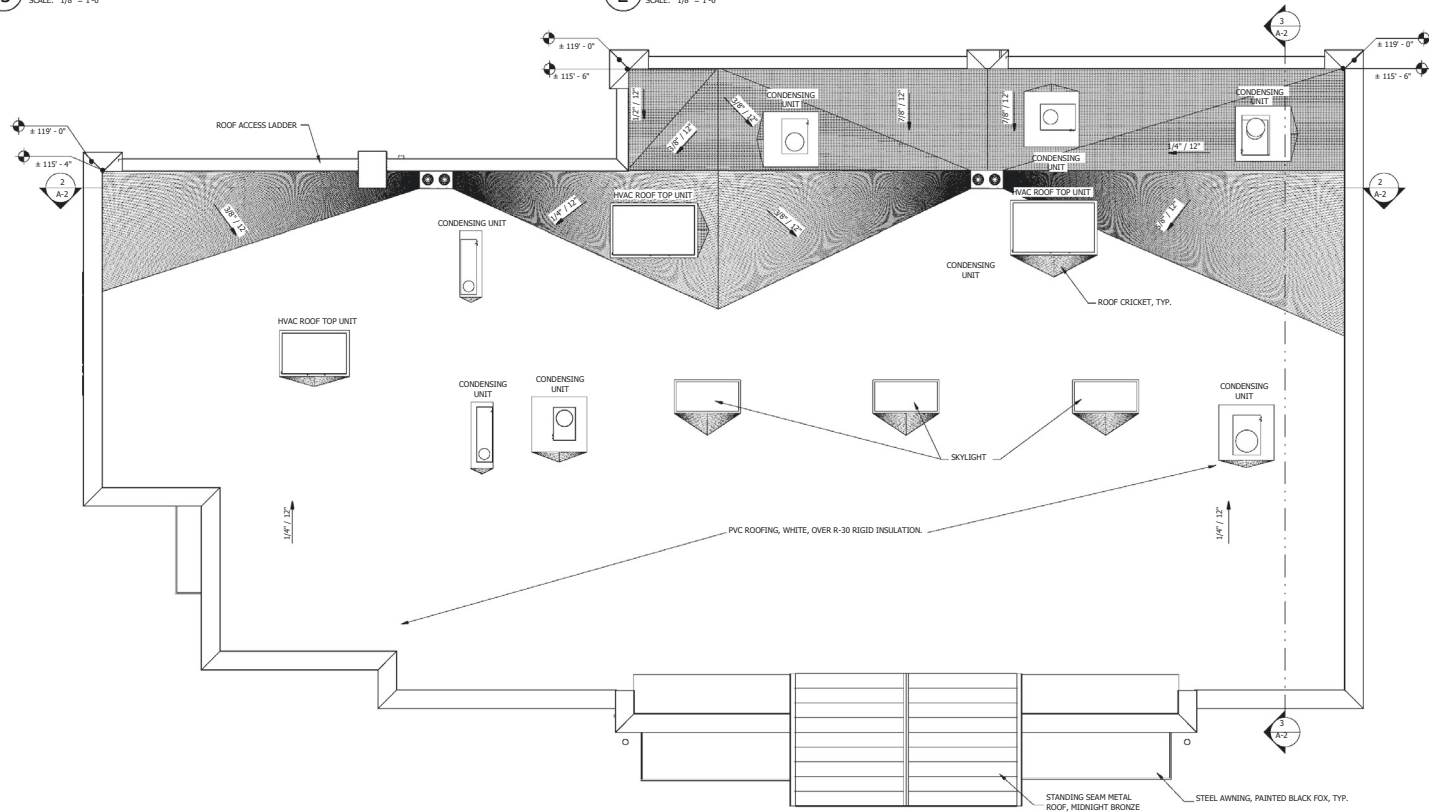 SCALE: 1/8" = 1'-0"
SCALE: 1/8" = 1'-0"
3
A-2
± 119' - 0"
± 115' - 6"
± 119' - 0"
± 115' - 6"
ROOF ACCESS LADDER
± 119' - 0"
± 115' - 4"
2
A-2
2
A-2
1/2" / 12"
3/8" / 12"
3/8" / 12"
CONDENSING
UNIT
7/8" / 12"
7/8" / 12"
CONDENSING
UNIT
1/4" / 12"
CONDENSING
UNIT
3/8" / 12"
1/4" / 12"
HVAC ROOF TOP UNIT
3/8" / 12"
HVAC ROOF TOP UNIT
3/8" / 12"
CONDENSING UNIT
CONDENSING
UNIT
ROOF CRICKET, TYP.
HVAC ROOF TOP UNIT
CONDENSING
UNIT
CONDENSING
UNIT
CONDENSING
UNIT
SKYLIGHT
1/4" / 12"
1/4" / 12"
PVC ROOFING, WHITE, OVER R-30 RIGID INSULATION.
3
A-2
STANDING SEAM METAL
ROOF, MIDNIGHT BRONZE
STEEL AWNING, PAINTED BLACK FOX, TYP.